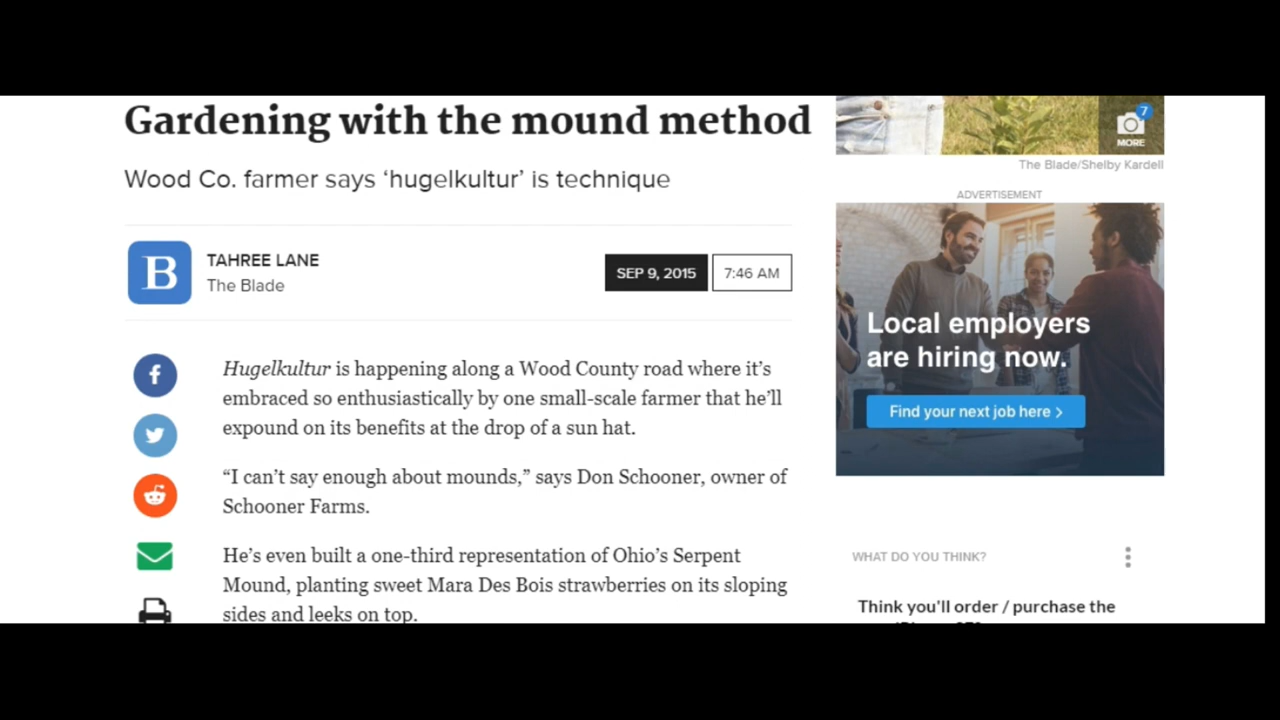 Gardening with the mound method
Wood Co. farmer says ‘hugelkultur’ is technique
B
TAHREE LANE
The Blade
SEP 9, 2015
7:46 AM
Hugelkultur is happening along a Wood County road where it’s
embraced so enthusiastically by one small-scale farmer that he’ll
expound on its benefits at the drop of a sun hat.
“I can’t say enough about mounds,” says Don Schooner, owner of
Schooner Farms.
He’s even built a one-third representation of Ohio’s Serpent
Mound, planting sweet Mara Des Bois strawberries on its sloping
sides and leeks on top.
7
MORE
The Blade/Shelby Kardell
ADVERTISEMENT
Local employers
are hiring now.
Find your next job here >
WHAT DO YOU THINK?
Think you'll order / purchase the